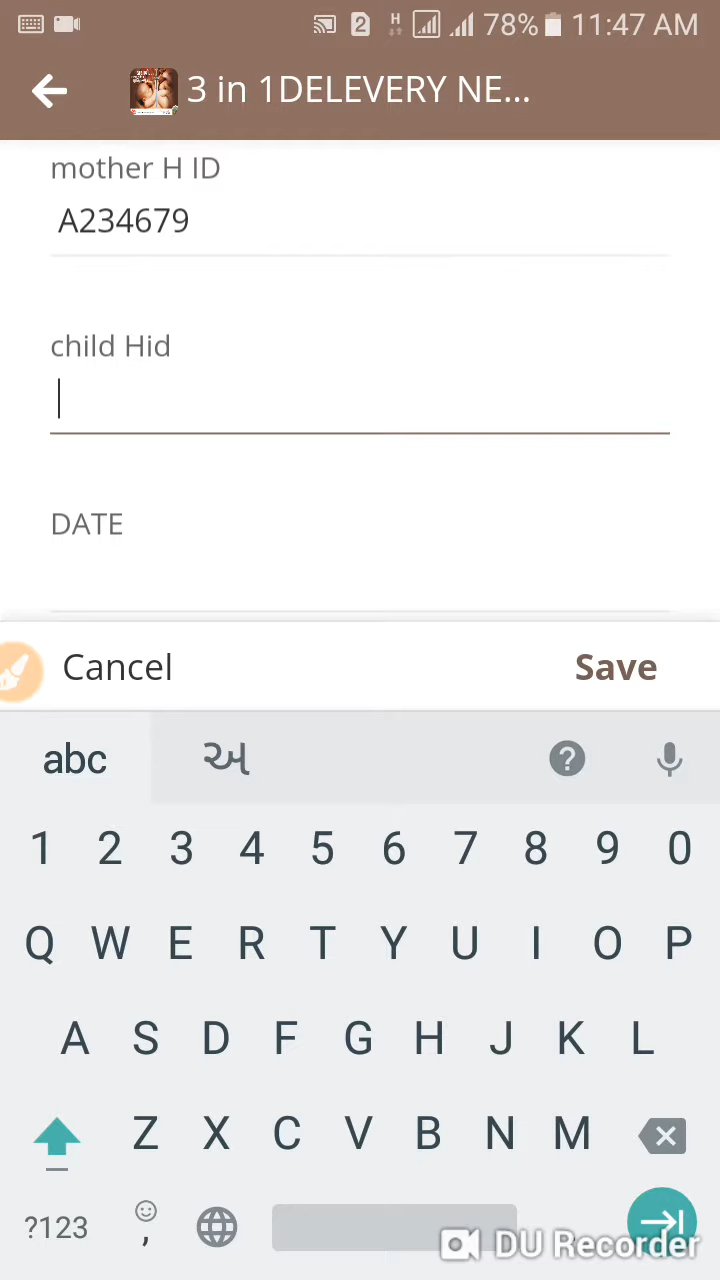 2 H 78% 11:47 AM
3 in 1DELEVERY NE...
mother H ID
A234679
child Hid
DATE
Cancel Save
abc અ
1 2 3 4 5 6 7 8 9 0
Q W E R T Y U I O P
A S D F G H J K L
Z X C V B N M
?123 ,
DU Recorder